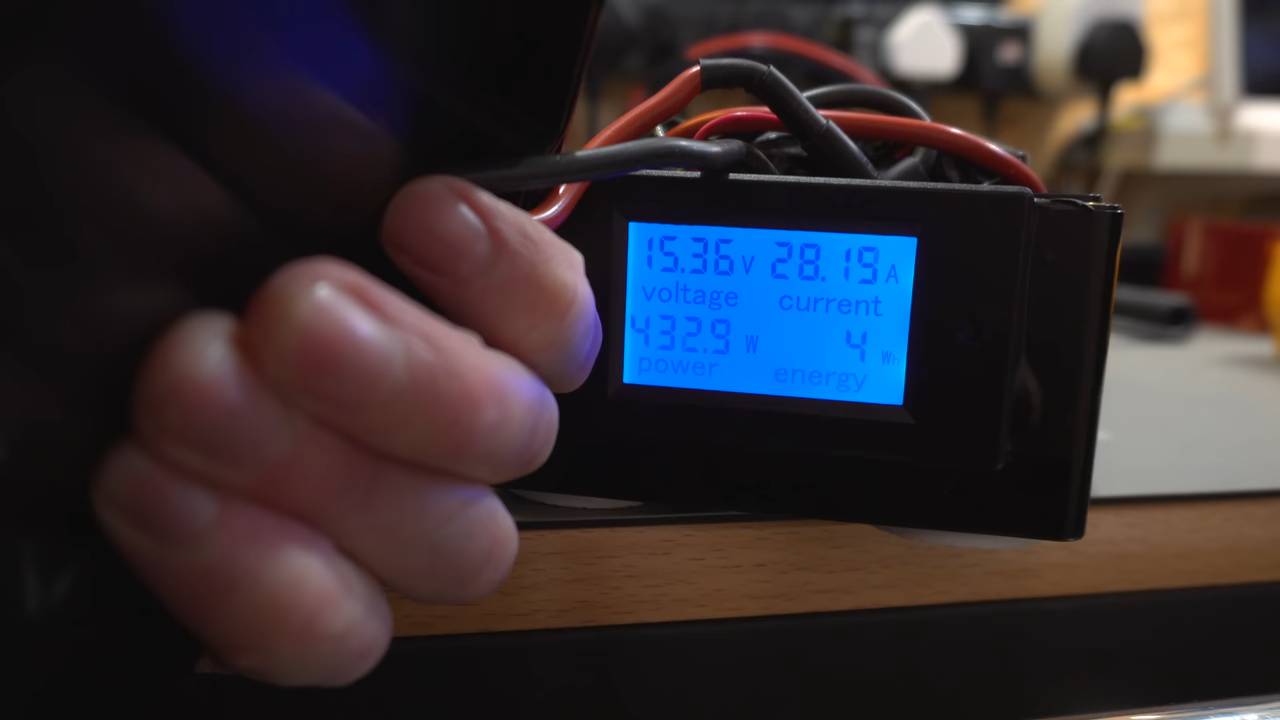 15.36 V 28.19 A
voltage current
432.9 W 4 Wh
power energy